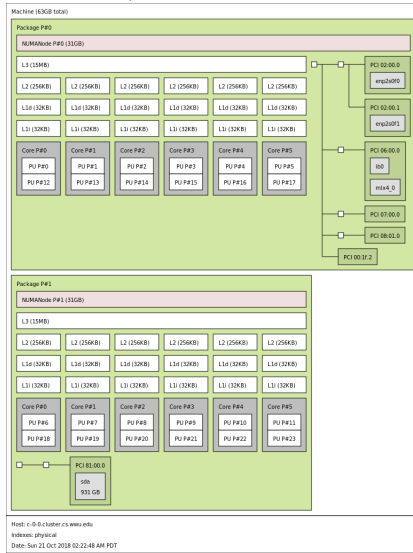 Machine (63GB total)
Package P#0
NUMANode P#0 (31GB)
L3 (15MB)
L2 (256KB) L2 (256KB) L2 (256KB) L2 (256KB) L2 (256KB) L2 (256KB)
L1d (32KB) L1d (32KB) L1d (32KB) L1d (32KB) L1d (32KB) L1d (32KB)
L1i (32KB) L1i (32KB) L1i (32KB) L1i (32KB) L1i (32KB) L1i (32KB)
Core P#0 Core P#1 Core P#2 Core P#3 Core P#4 Core P#5
PU P#0 PU P#1 PU P#2 PU P#3 PU P#4 PU P#5
PU P#12 PU P#13 PU P#14 PU P#15 PU P#16 PU P#17
PCI 02:00.0
enp2s0f0
PCI 02:00.1
enp2s0f1
PCI 06:00.0
ib0
mlx4_0
PCI 07:00.0
PCI 08:01.0
PCI 00:1f.2
Package P#1
NUMANode P#1 (31GB)
L3 (15MB)
L2 (256KB) L2 (256KB) L2 (256KB) L2 (256KB) L2 (256KB) L2 (256KB)
L1d (32KB) L1d (32KB) L1d (32KB) L1d (32KB) L1d (32KB) L1d (32KB)
L1i (32KB) L1i (32KB) L1i (32KB) L1i (32KB) L1i (32KB) L1i (32KB)
Core P#0 Core P#1 Core P#2 Core P#3 Core P#4 Core P#5
PU P#6 PU P#7 PU P#8 PU P#9 PU P#10 PU P#11
PU P#18 PU P#19 PU P#20 PU P#21 PU P#22 PU P#23
PCI 81:00.0
sda
931 GB
Host: c-0-0.cluster.cs.wwu.edu
Indexes: physical
Date: Sun 21 Oct 2018 02:22:48 AM PDT